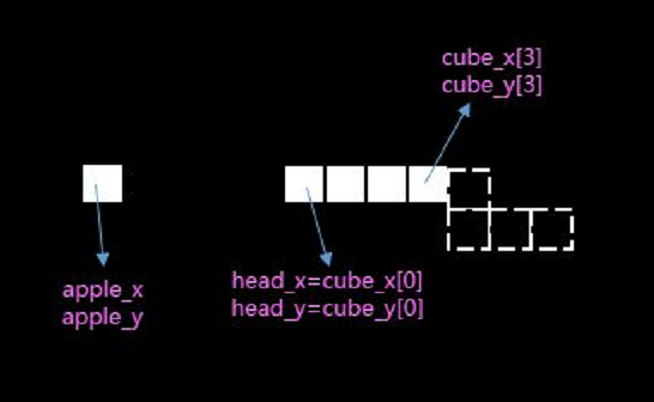 cube_x[3]
cube_y[3]
head_x=cube_x[0]
head_y=cube_y[0]
apple_x
apple_y